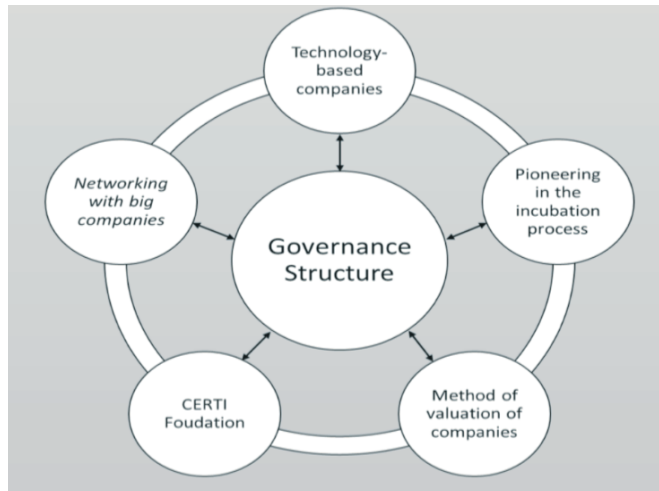 Technology-
based
companies
Networking
with big
companies
Pioneering
in the
incubation
process
Governance
Structure
CERTI
Foudation
Method of
valuation of
companies